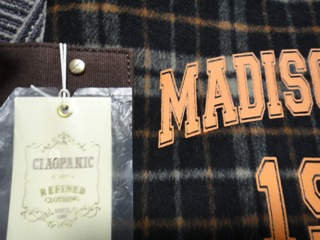 CIAOPANIC
REFINED
CLOTHING
MADISO
19